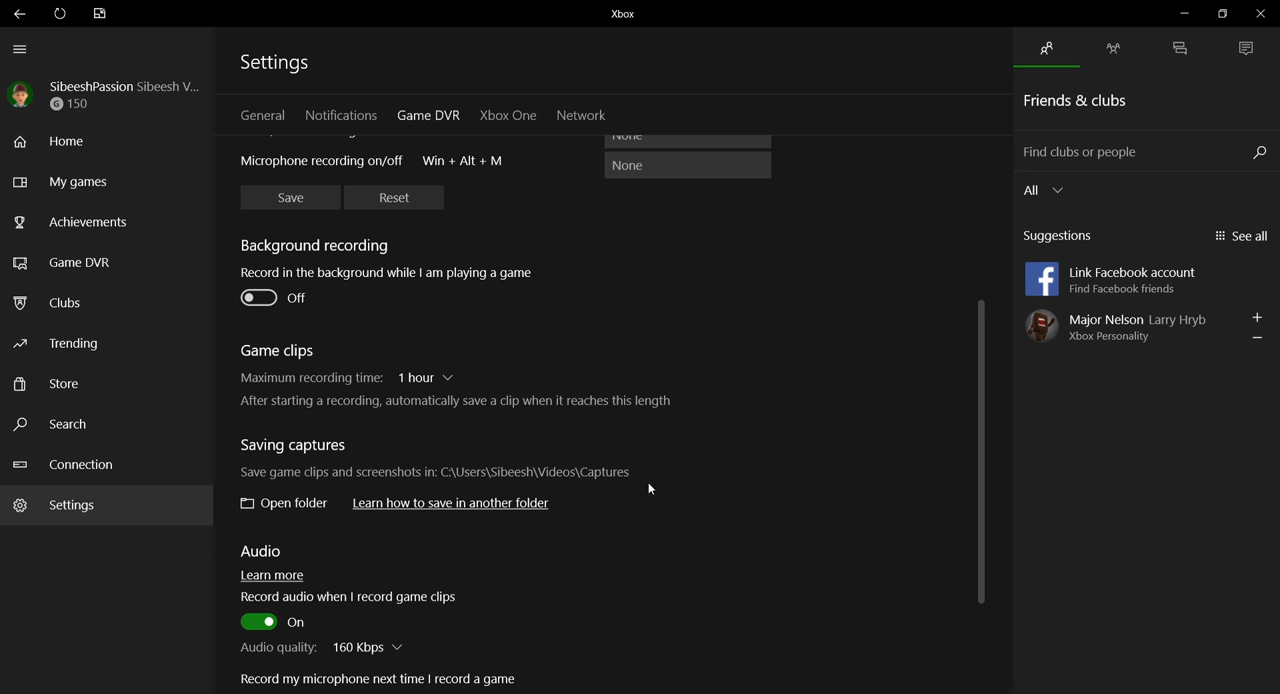 Xbox
SibeeshPassion Sibeesh V...
G 150
Home
My games
Achievements
Game DVR
Clubs
Trending
Store
Search
Connection
Settings
Settings
General Notifications Game DVR Xbox One Network
None
Microphone recording on/off Win + Alt + M None
Save Reset
Background recording
Record in the background while I am playing a game
Off
Game clips
Maximum recording time: 1 hour
After starting a recording, automatically save a clip when it reaches this length
Saving captures
Save game clips and screenshots in: C:\Users\Sibeesh\Videos\Captures
Open folder Learn how to save in another folder
Audio
Learn more
Record audio when I record game clips
On
Audio quality: 160 Kbps
Record my microphone next time I record a game
Friends & clubs
Find clubs or people
All
Suggestions See all
Link Facebook account
Find Facebook friends
Major Nelson Larry Hryb
Xbox Personality